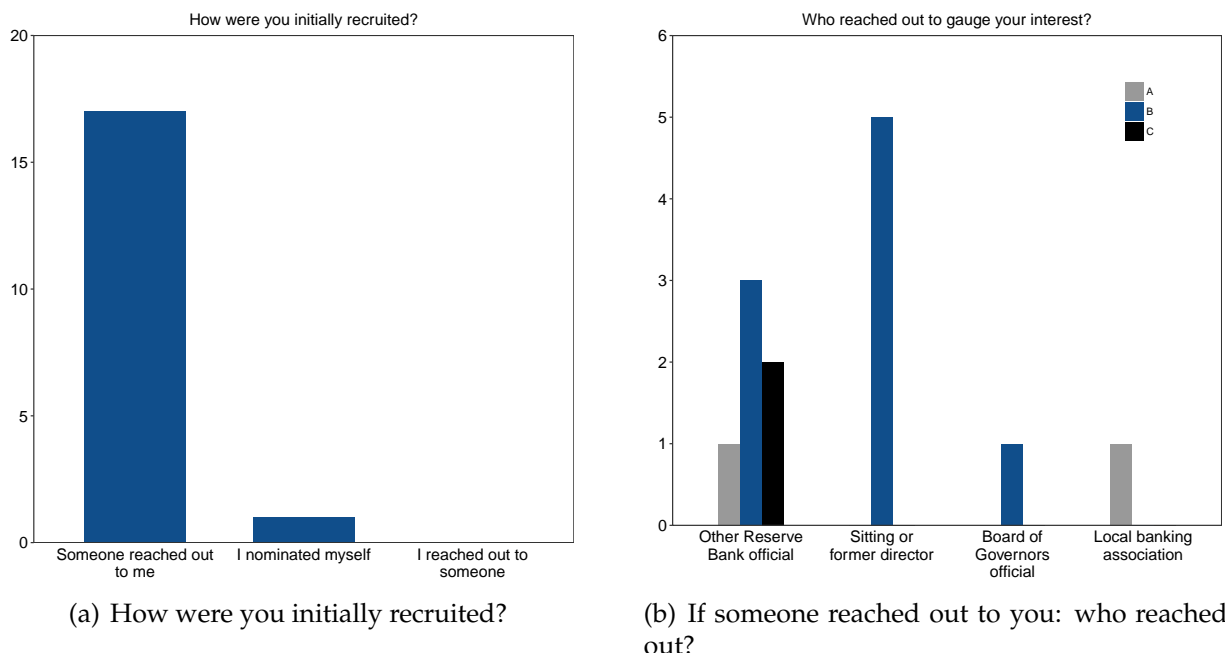 How were you initially recruited?
20
15
10
5
0
Someone reached out
to me
I nominated myself
I reached out to
someone
(a) How were you initially recruited?
Who reached out to gauge your interest?
6
5
4
3
2
1
0
A
B
C
Other Reserve
Bank official
Sitting or
former director
Board of
Governors
official
Local banking
association
(b) If someone reached out to you: who reached
out?